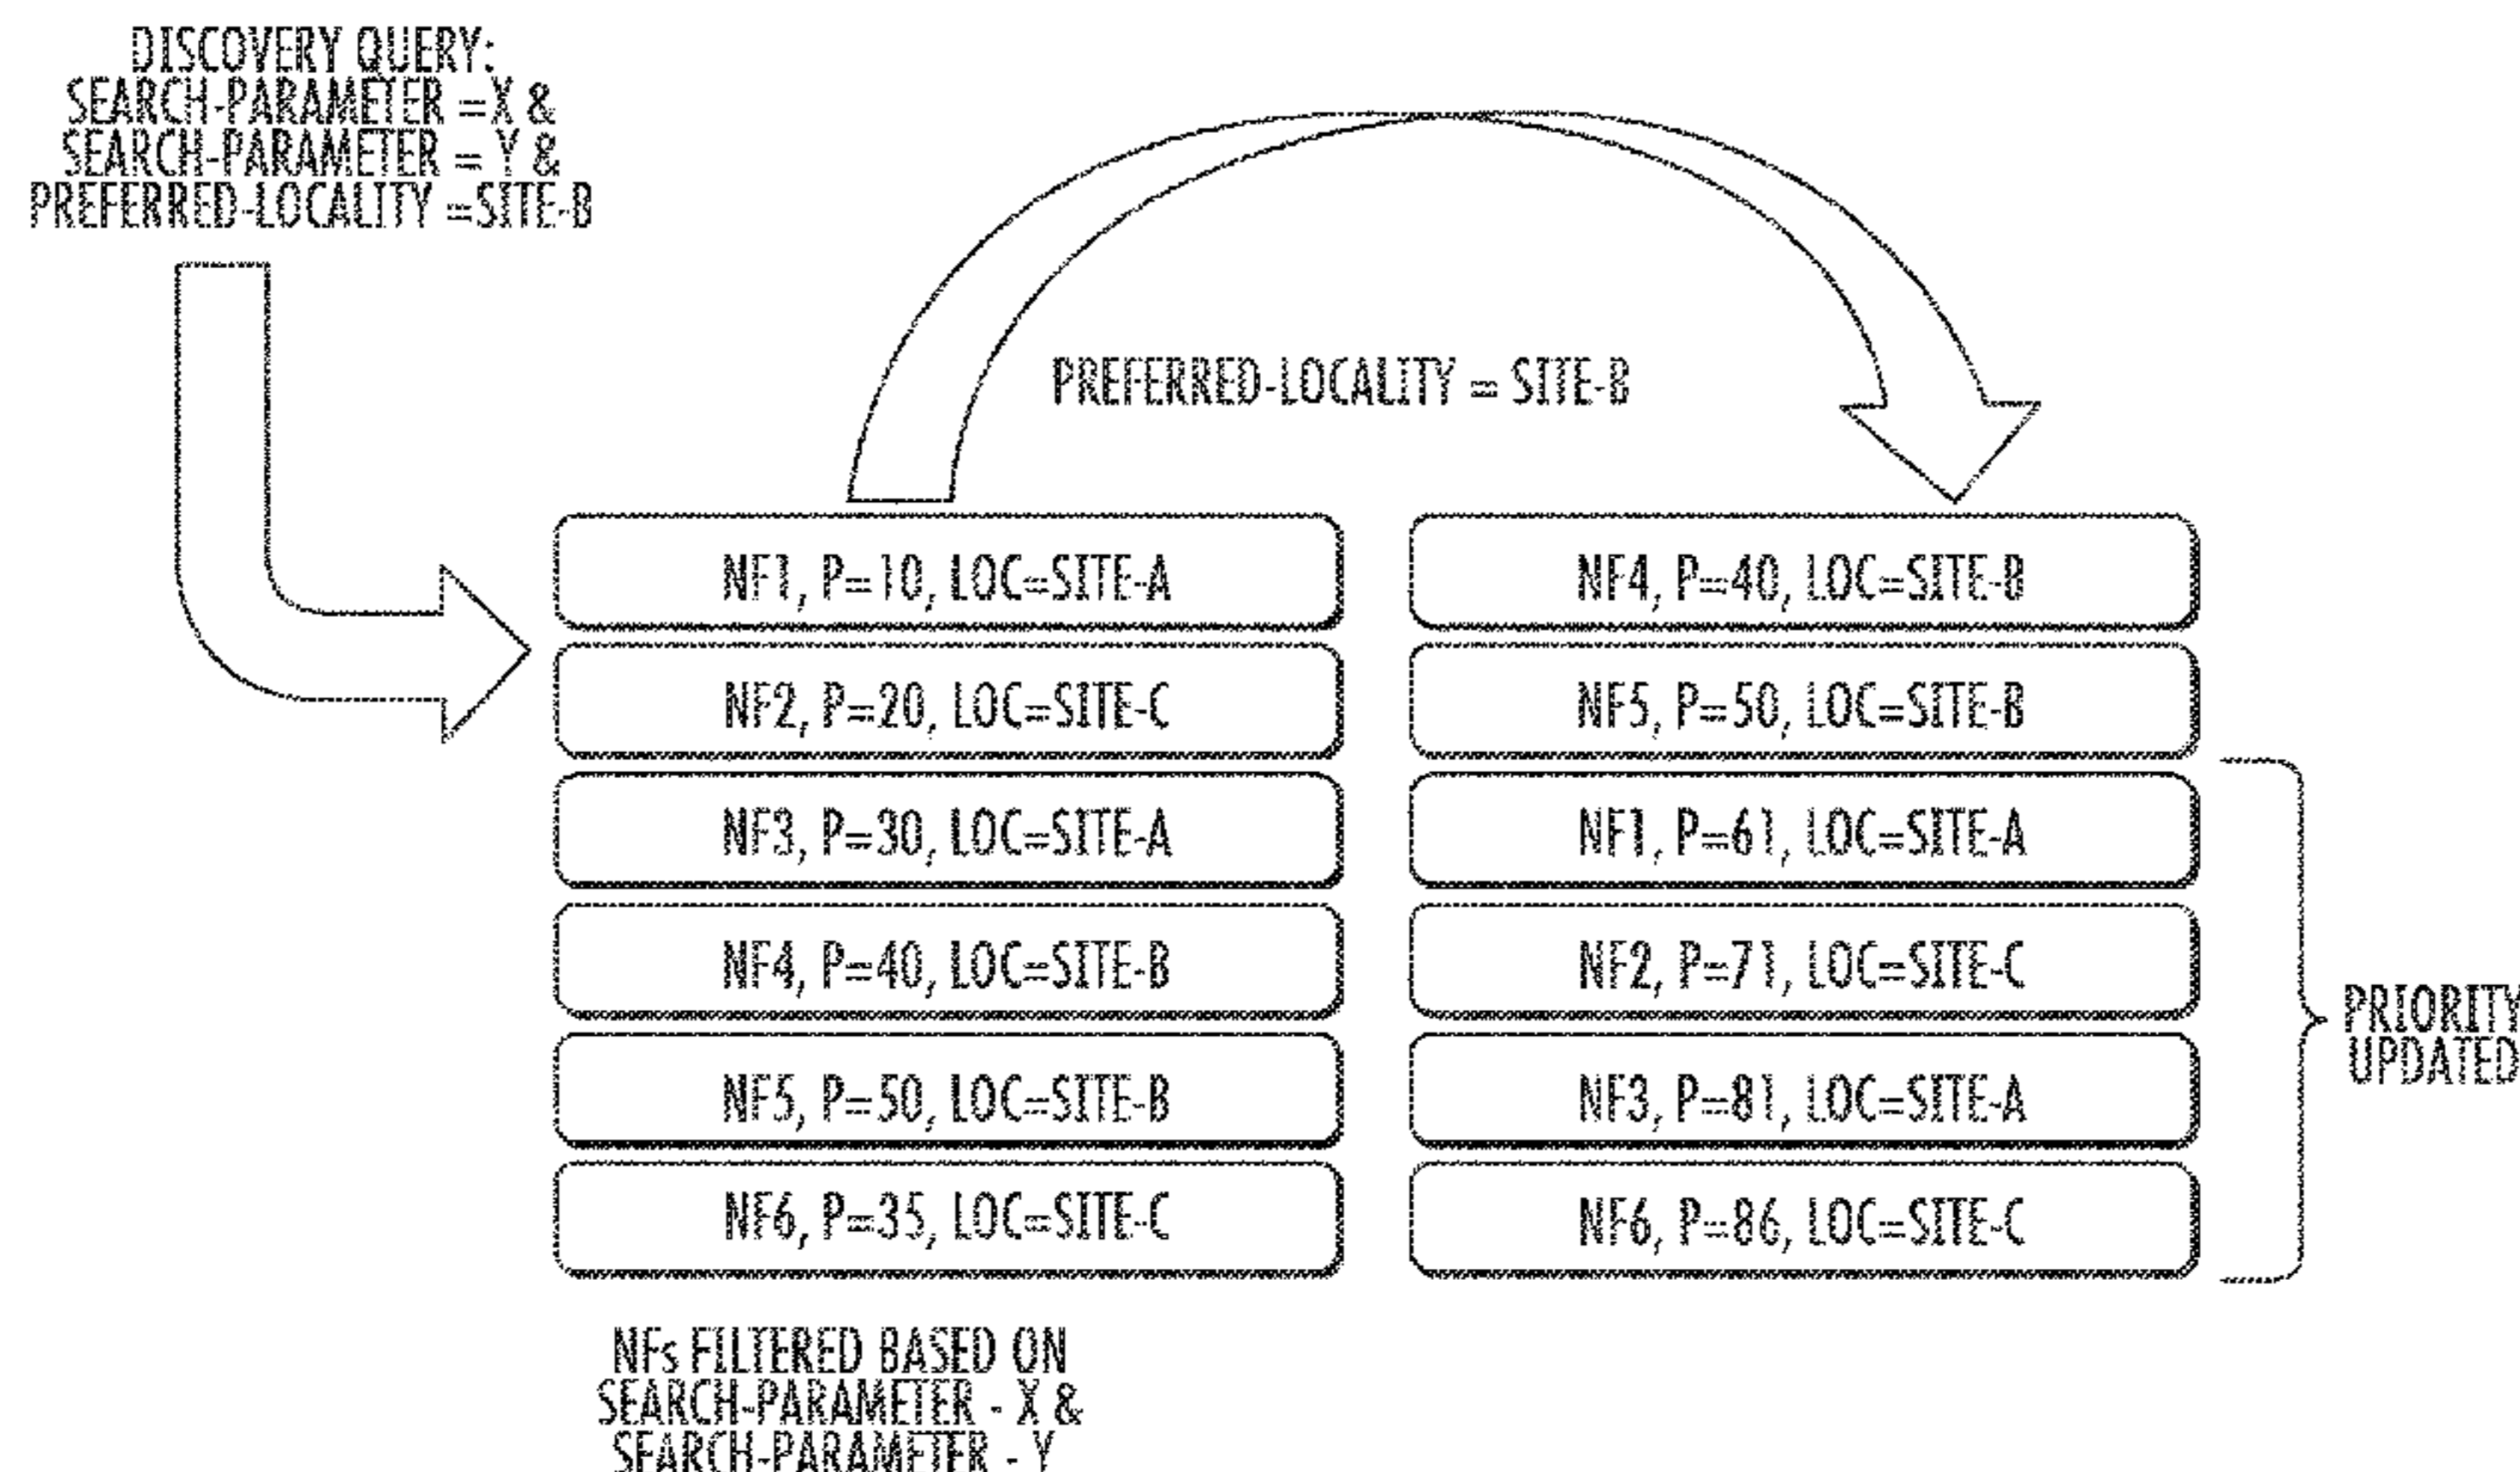 DISCOVERY QUERY:
SEARCH-PARAMETER =X &
SEARCH-PARAMETER = Y &
PREFERRED-LOCALITY =SITE-B
PREFERRED-LOCALITY = SITE-B
NF1, P=10, LOC=SITE-A
NF2, P=20, LOC=SITE-C
NF3, P=30, LOC=SITE-A
NF4, P=40, LOC=SITE-B
NF5, P=50, LOC=SITE-B
NF6, P=35, LOC=SITE-C
NF4, P=40, LOC=SITE-B
NF5, P=50, LOC=SITE-B
NF1, P=61, LOC=SITE-A
NF2, P=71, LOC=SITE-C
NF3, P=81, LOC=SITE-A
NF6, P=86, LOC=SITE-C
PRIORITY
UPDATED
NFs FILTERED BASED ON
SEARCH-PARAMETER - X &
SEARCH-PARAMETER - Y